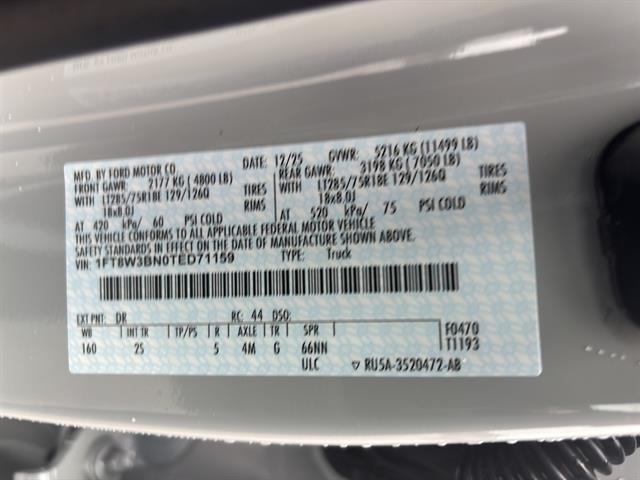 MFD. BY FORD MOTOR CO. DATE: 12/25 GVWR: 5216 KG (11499 LB)
FRONT GAWR: 2177 KG ( 4800 LB) REAR GAWR: 3198 KG ( 7050 LB)
WITH LT285/75R18E 129/126Q TIRES WITH LT285/75R18E 129/126Q TIRES
18x8.0J RIMS 18x8.0J RIMS
AT 420 kPa/ 60 PSI COLD AT 520 kPa/ 75 PSI COLD
THIS VEHICLE CONFORMS TO ALL APPLICABLE FEDERAL MOTOR VEHICLE
SAFETY STANDARDS IN EFFECT ON THE DATE OF MANUFACTURE SHOWN ABOVE.
VIN: 1FT8W3BN0TED71159 TYPE: Truck
EXT PNT: DR RC: 44 DSO:
WB INT TR TP/PS R AXLE TR SPR F0470
160 25 5 4M G 66NN T1193
ULC ▽ RU5A-3520472-AB